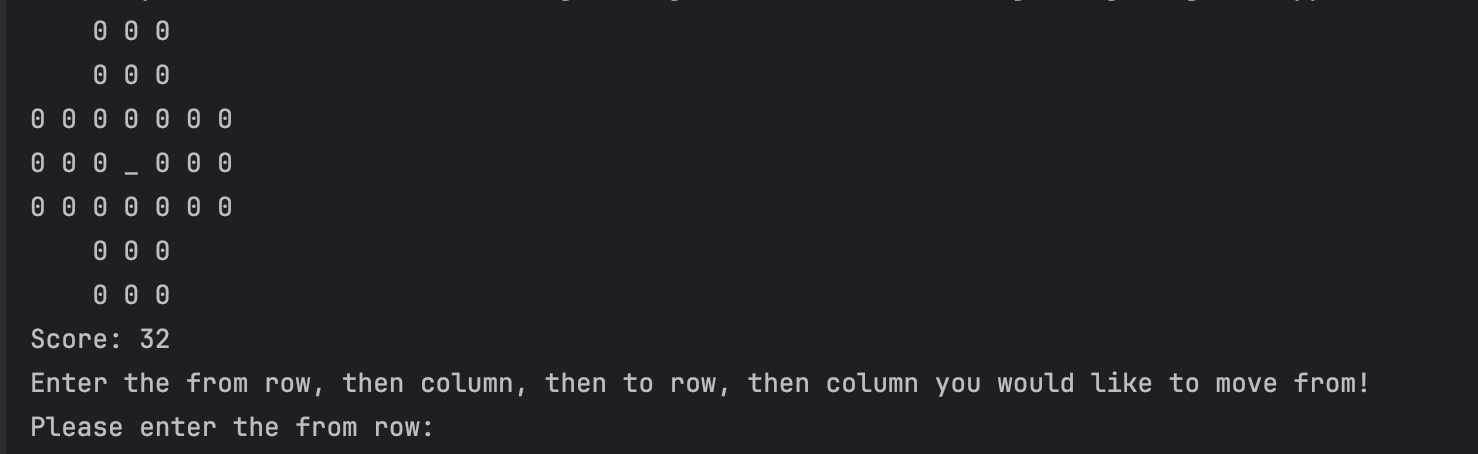 0 0 0
    0 0 0
0 0 0 0 0 0 0
0 0 0 _ 0 0 0
0 0 0 0 0 0 0
    0 0 0
    0 0 0
Score: 32
Enter the from row, then column, then to row, then column you would like to move from!
Please enter the from row: